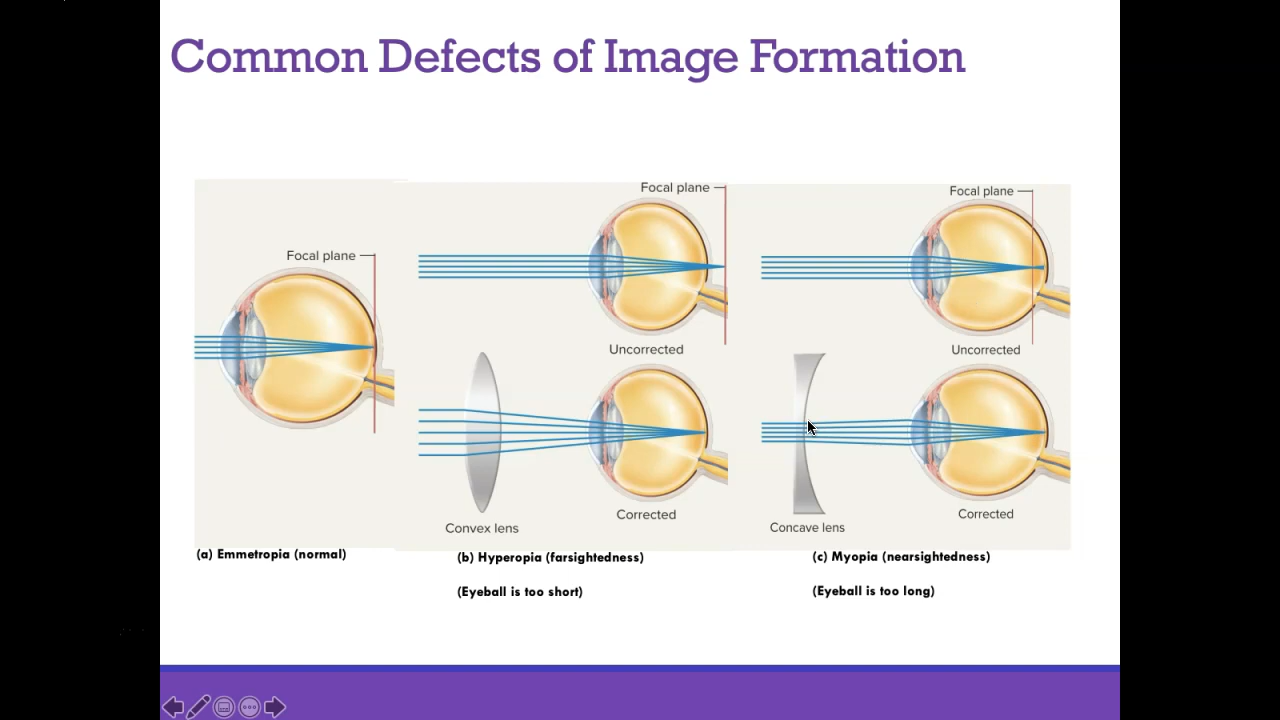 Common Defects of Image Formation
Focal plane
Focal plane
Focal plane
Uncorrected
Uncorrected
Corrected
Corrected
Convex lens
Concave lens
(a) Emmetropia (normal)
(b) Hyperopia (farsightedness)
(Eyeball is too short)
(c) Myopia (nearsightedness)
(Eyeball is too long)